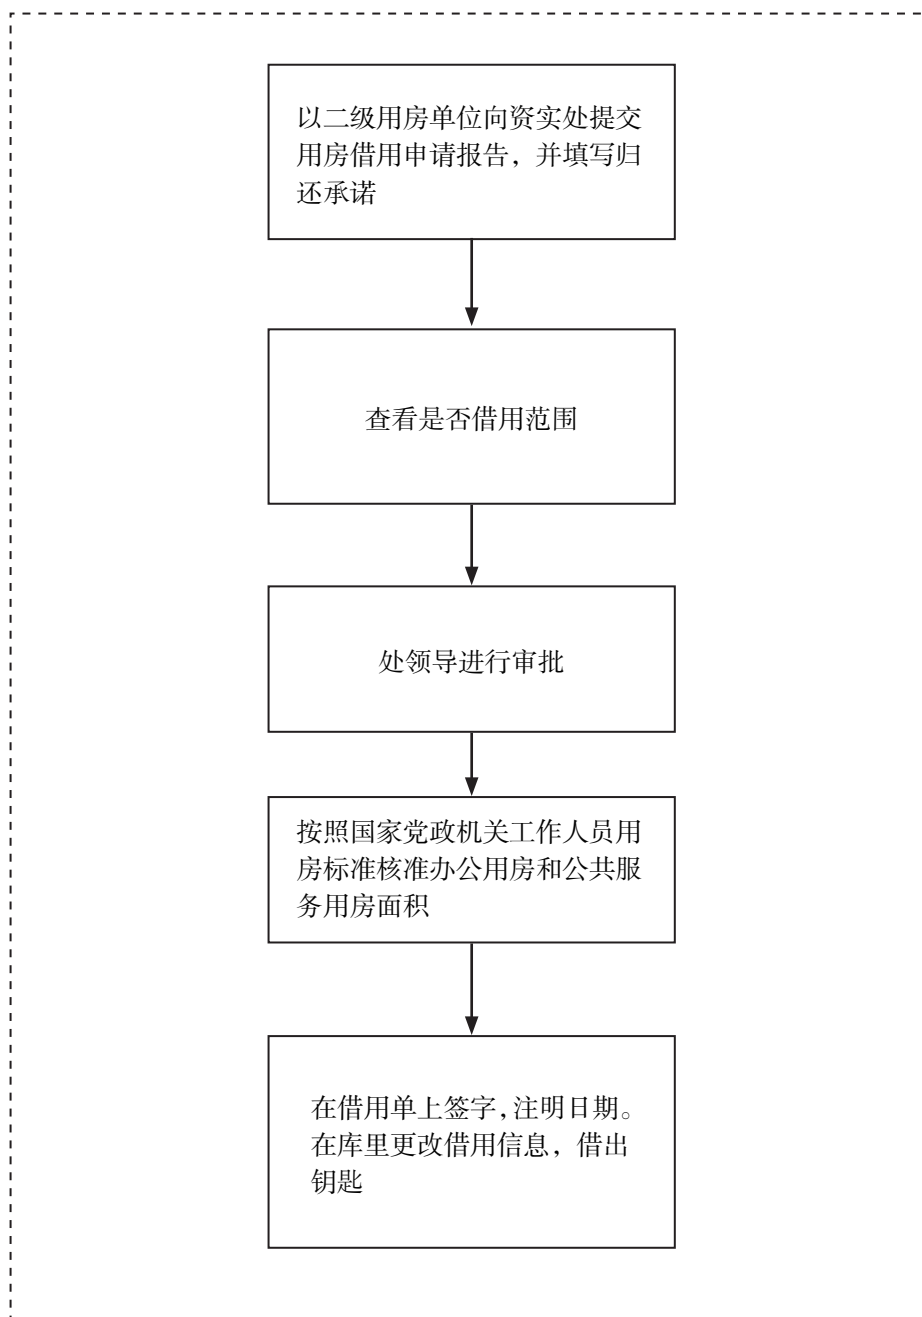 以二级用房单位向资实处提交
用房借用申请报告，并填写归
还承诺
查看是否借用范围
处领导进行审批
按照国家党政机关工作人员用
房标准核准办公用房和公共服
务用房面积
在借用单上签字，注明日期。
在库里更改借用信息，借出
钥匙